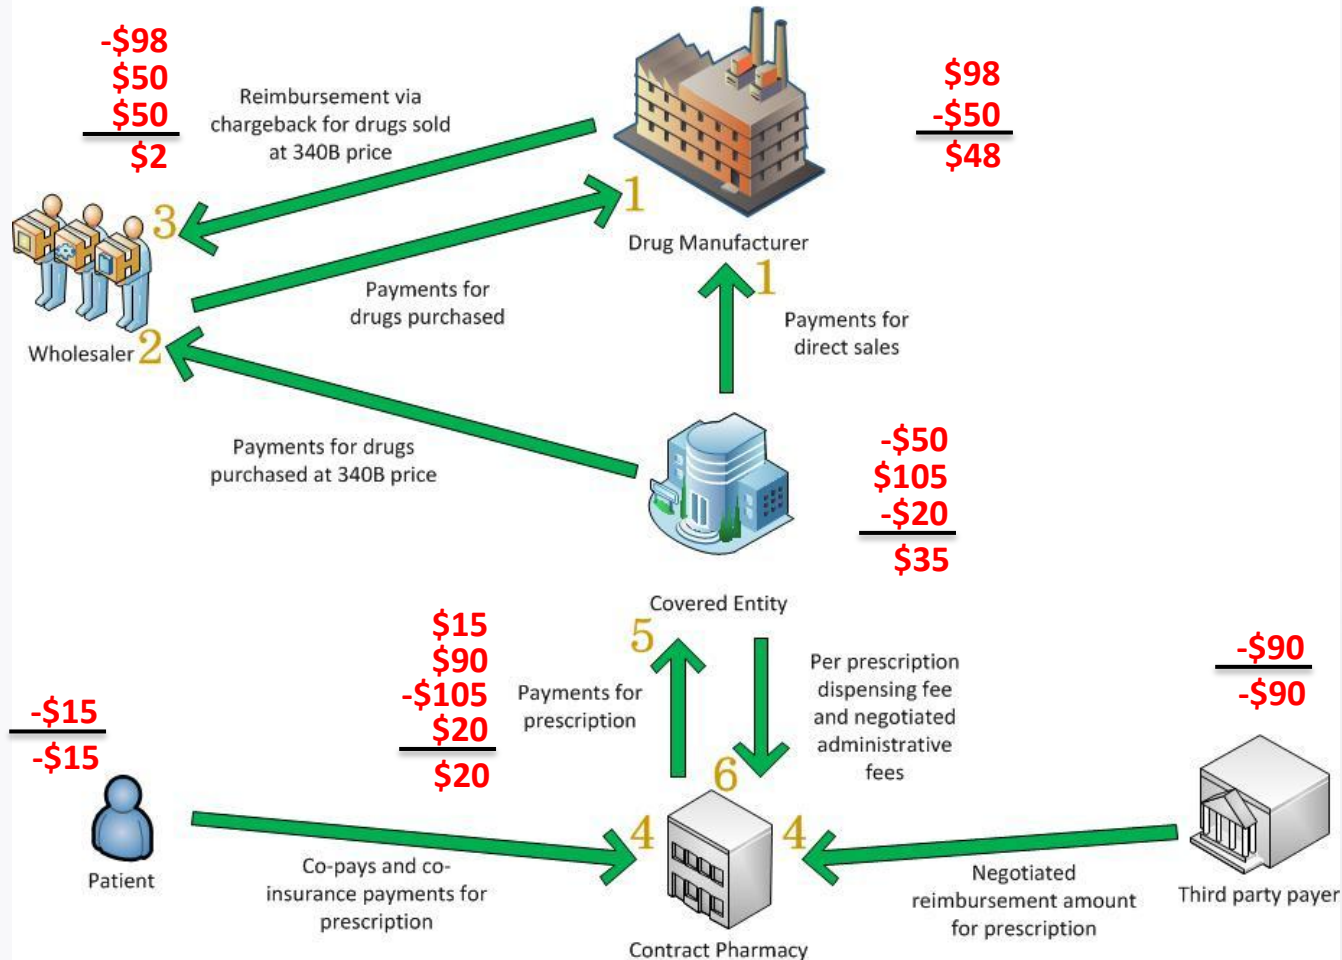 -$98
$50
$50
$2
Reimbursement via
chargeback for drugs sold
at 340B price
$98
-$50
$48
3
1
Drug Manufacturer
1
Payments for
drugs purchased
Payments for
direct sales
Wholesaler 2
Payments for drugs
purchased at 340B price
-$50
$105
-$20
$35
Covered Entity
5
$15
$90
-$105
$20
$20
Payments for
prescription
Per prescription
dispensing fee
and negotiated
administrative
fees
-$90
-$90
-$15
-$15
6
4
4
Patient
Co-pays and co-
insurance payments for
prescription
Contract Pharmacy
Negotiated
reimbursement amount
for prescription
Third party payer